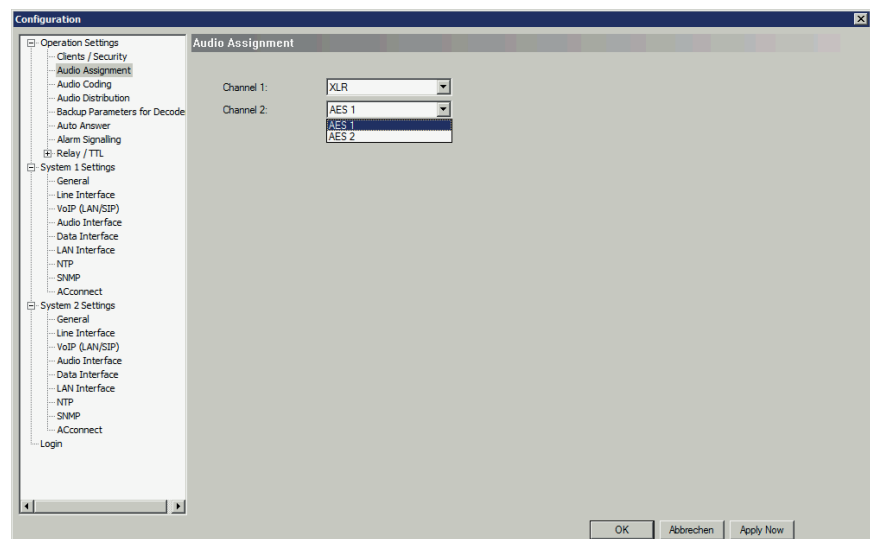 Configuration
Operation Settings
Clients / Security
Audio Assignment
Audio Coding
Audio Distribution
Backup Parameters for Decode
Auto Answer
Alarm Signalling
Relay / TTL
System 1 Settings
General
Line Interface
VoIP (LAN/SIP)
Audio Interface
Data Interface
LAN Interface
NTP
SNMP
ACconnect
System 2 Settings
General
Line Interface
VoIP (LAN/SIP)
Audio Interface
Data Interface
LAN Interface
NTP
SNMP
ACconnect
Login
Audio Assignment
Channel 1: XLR
Channel 2: AES 1
AES 1
AES 2
OK Abbrechen Apply Now